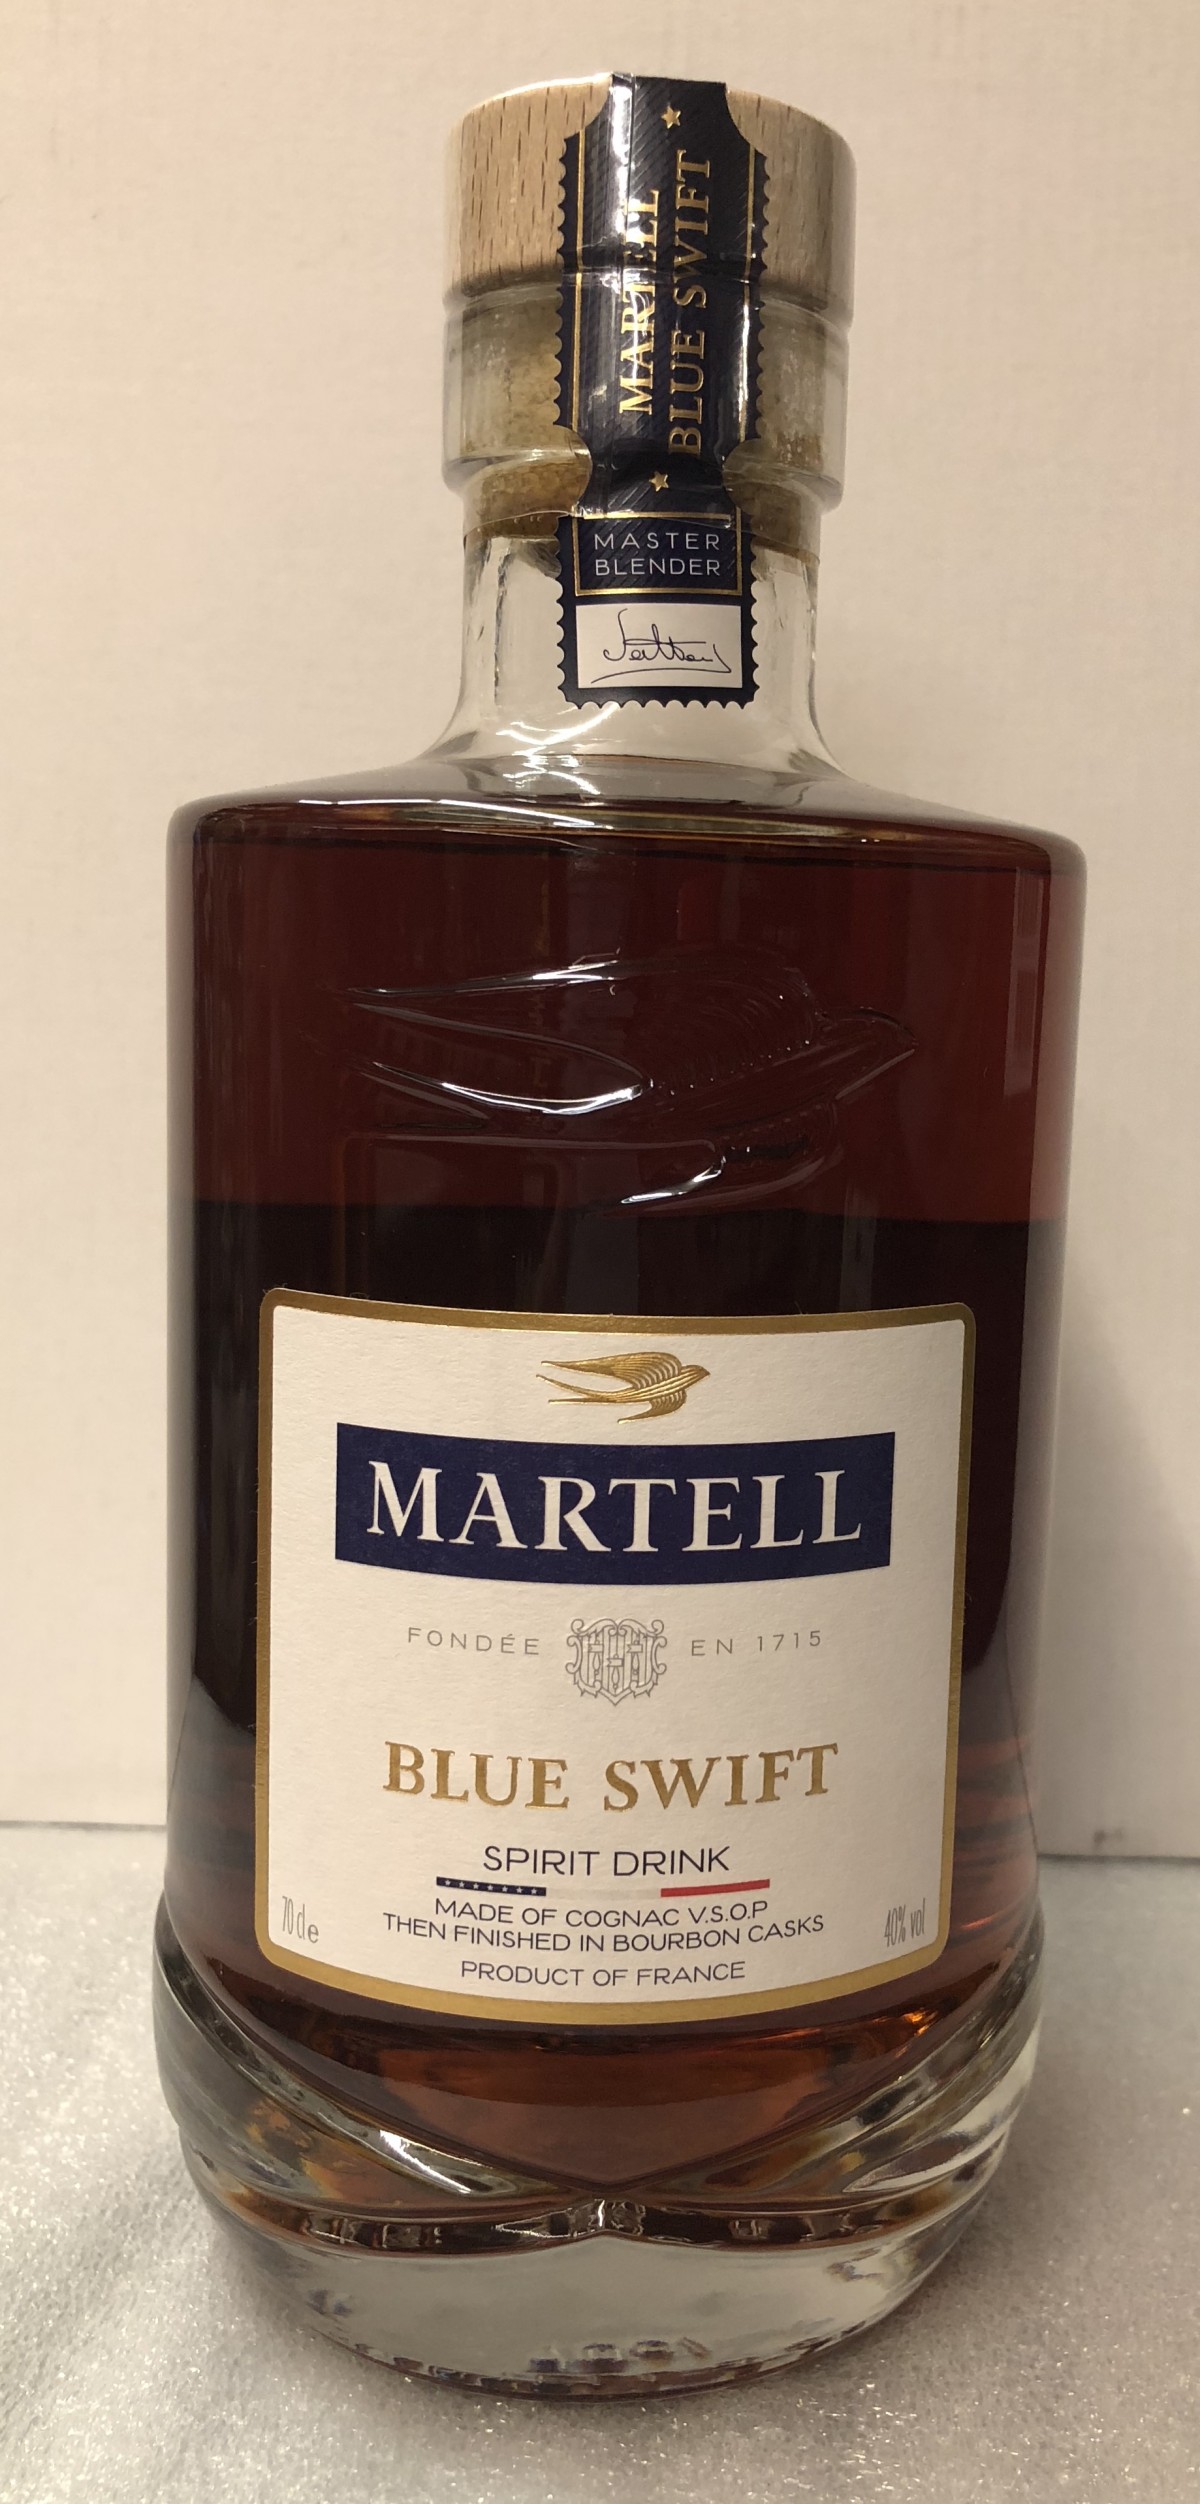 MARTELL
BLUE SWIFT
MASTER
BLENDER
MARTELL
FONDÉE EN 1715
BLUE SWIFT
SPIRIT DRINK
MADE OF COGNAC V.S.O.P
THEN FINISHED IN BOURBON CASKS
70cl e 40% vol
PRODUCT OF FRANCE